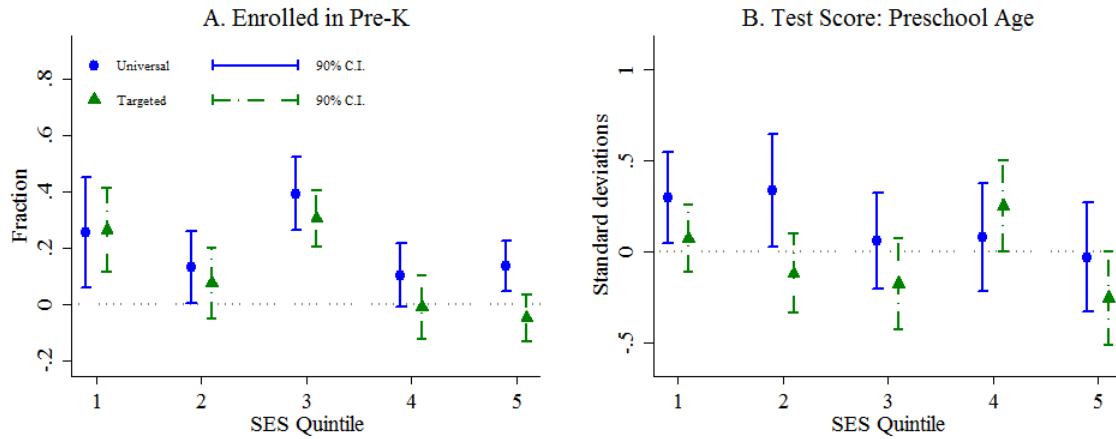 A. Enrolled in Pre-K
Universal 90% C.I.
Targeted 90% C.I.
Fraction
.8
.6
.4
.2
0
-.2
1 2 3 4 5
SES Quintile
B. Test Score: Preschool Age
Standard deviations
1
.5
0
-.5
1 2 3 4 5
SES Quintile